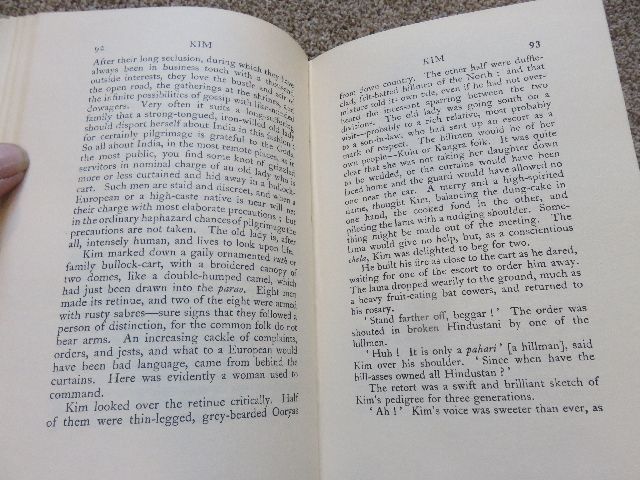 92 KIM
After their long seclusion, during which they have
always been in business touch with a thousand
outside interests, they love the bustle and stir of
the open road, the gatherings at the shrines, and
the infinite possibilities of gossip with like-minded
dowagers. Very often it suits a long-suffering
family that a strong-tongued, iron-willed old lady
should disport herself about India in this fashion;
for certainly pilgrimage is grateful to the Gods.
So all about India, in the most remote places, as in
the most public, you find some knot of grizzled
servitors in nominal charge of an old lady who is
more or less curtained and hid away in a bullock-
cart. Such men are staid and discreet, and when a
European or a high-caste native is near will net
their charge with most elaborate precautions; but
in the ordinary haphazard chances of pilgrimage the
precautions are not taken. The old lady is, after
all, intensely human, and lives to look upon life.
Kim marked down a gaily ornamented ruth or
family bullock-cart, with a broidered canopy of
two domes, like a double-humped camel, which
had just been drawn into the parao. Eight men
made its retinue, and two of the eight were armed
with rusty sabres—sure signs that they followed a
person of distinction, for the common folk do not
bear arms. An increasing cackle of complaints,
orders, and jests, and what to a European would
have been bad language, came from behind the
curtains. Here was evidently a woman used to
command.
Kim looked over the retinue critically. Half
of them were thin-legged, grey-bearded Ooryas
KIM 93
from down country. The other half were duffle-
clad, felt-hatted hillmen of the North; and that
mixture told its own tale, even if he had not over-
heard the incessant sparring between the two
divisions. The old lady was going south on a
visit—probably to a rich relative, most probably
to a son-in-law, who had sent up an escort as a
mark of respect. The hillmen would be of her
own people—Kulu or Kangra folk. It was quite
clear that she was not taking her daughter down
to be wedded, or the curtains would have been
laced home and the guard would have allowed no
one near the car. A merry and a high-spirited
dame, thought Kim, balancing the dung-cake in
one hand, the cooked food in the other, and
piloting the lama with a nudging shoulder. Some-
thing might be made out of the meeting. The
lama would give no help, but, as a conscientious
chela, Kim was delighted to beg for two.
He built his fire as close to the cart as he dared,
waiting for one of the escort to order him away.
The lama dropped wearily to the ground, much as
a heavy fruit-eating bat cowers, and returned to
his rosary.
‘Stand farther off, beggar!’ The order was
shouted in broken Hindustani by one of the
hillmen.
‘Huh! It is only a pahari’ [a hillman], said
Kim over his shoulder. ‘Since when have the
hill-asses owned all Hindustan?’
The retort was a swift and brilliant sketch of
Kim's pedigree for three generations.
‘Ah!’ Kim's voice was sweeter than ever, as